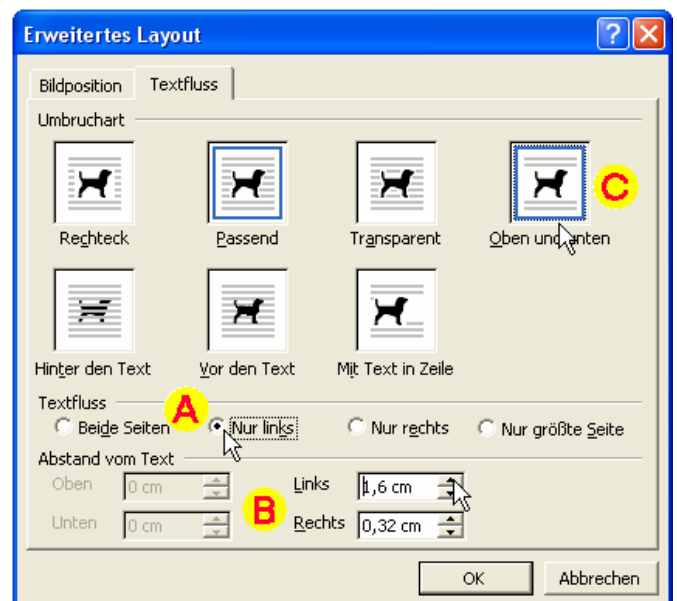 Erweitertes Layout
Bildposition Textfluss
Umbruchart
C
Rechteck Passend Transparent Oben und unten
Hinter den Text Vor den Text Mit Text in Zeile
Textfluss
A
Beide Seiten Nur links Nur rechts Nur größte Seite
Abstand vom Text
Oben 0 cm Links 1,6 cm
B
Unten 0 cm Rechts 0,32 cm
OK Abbrechen